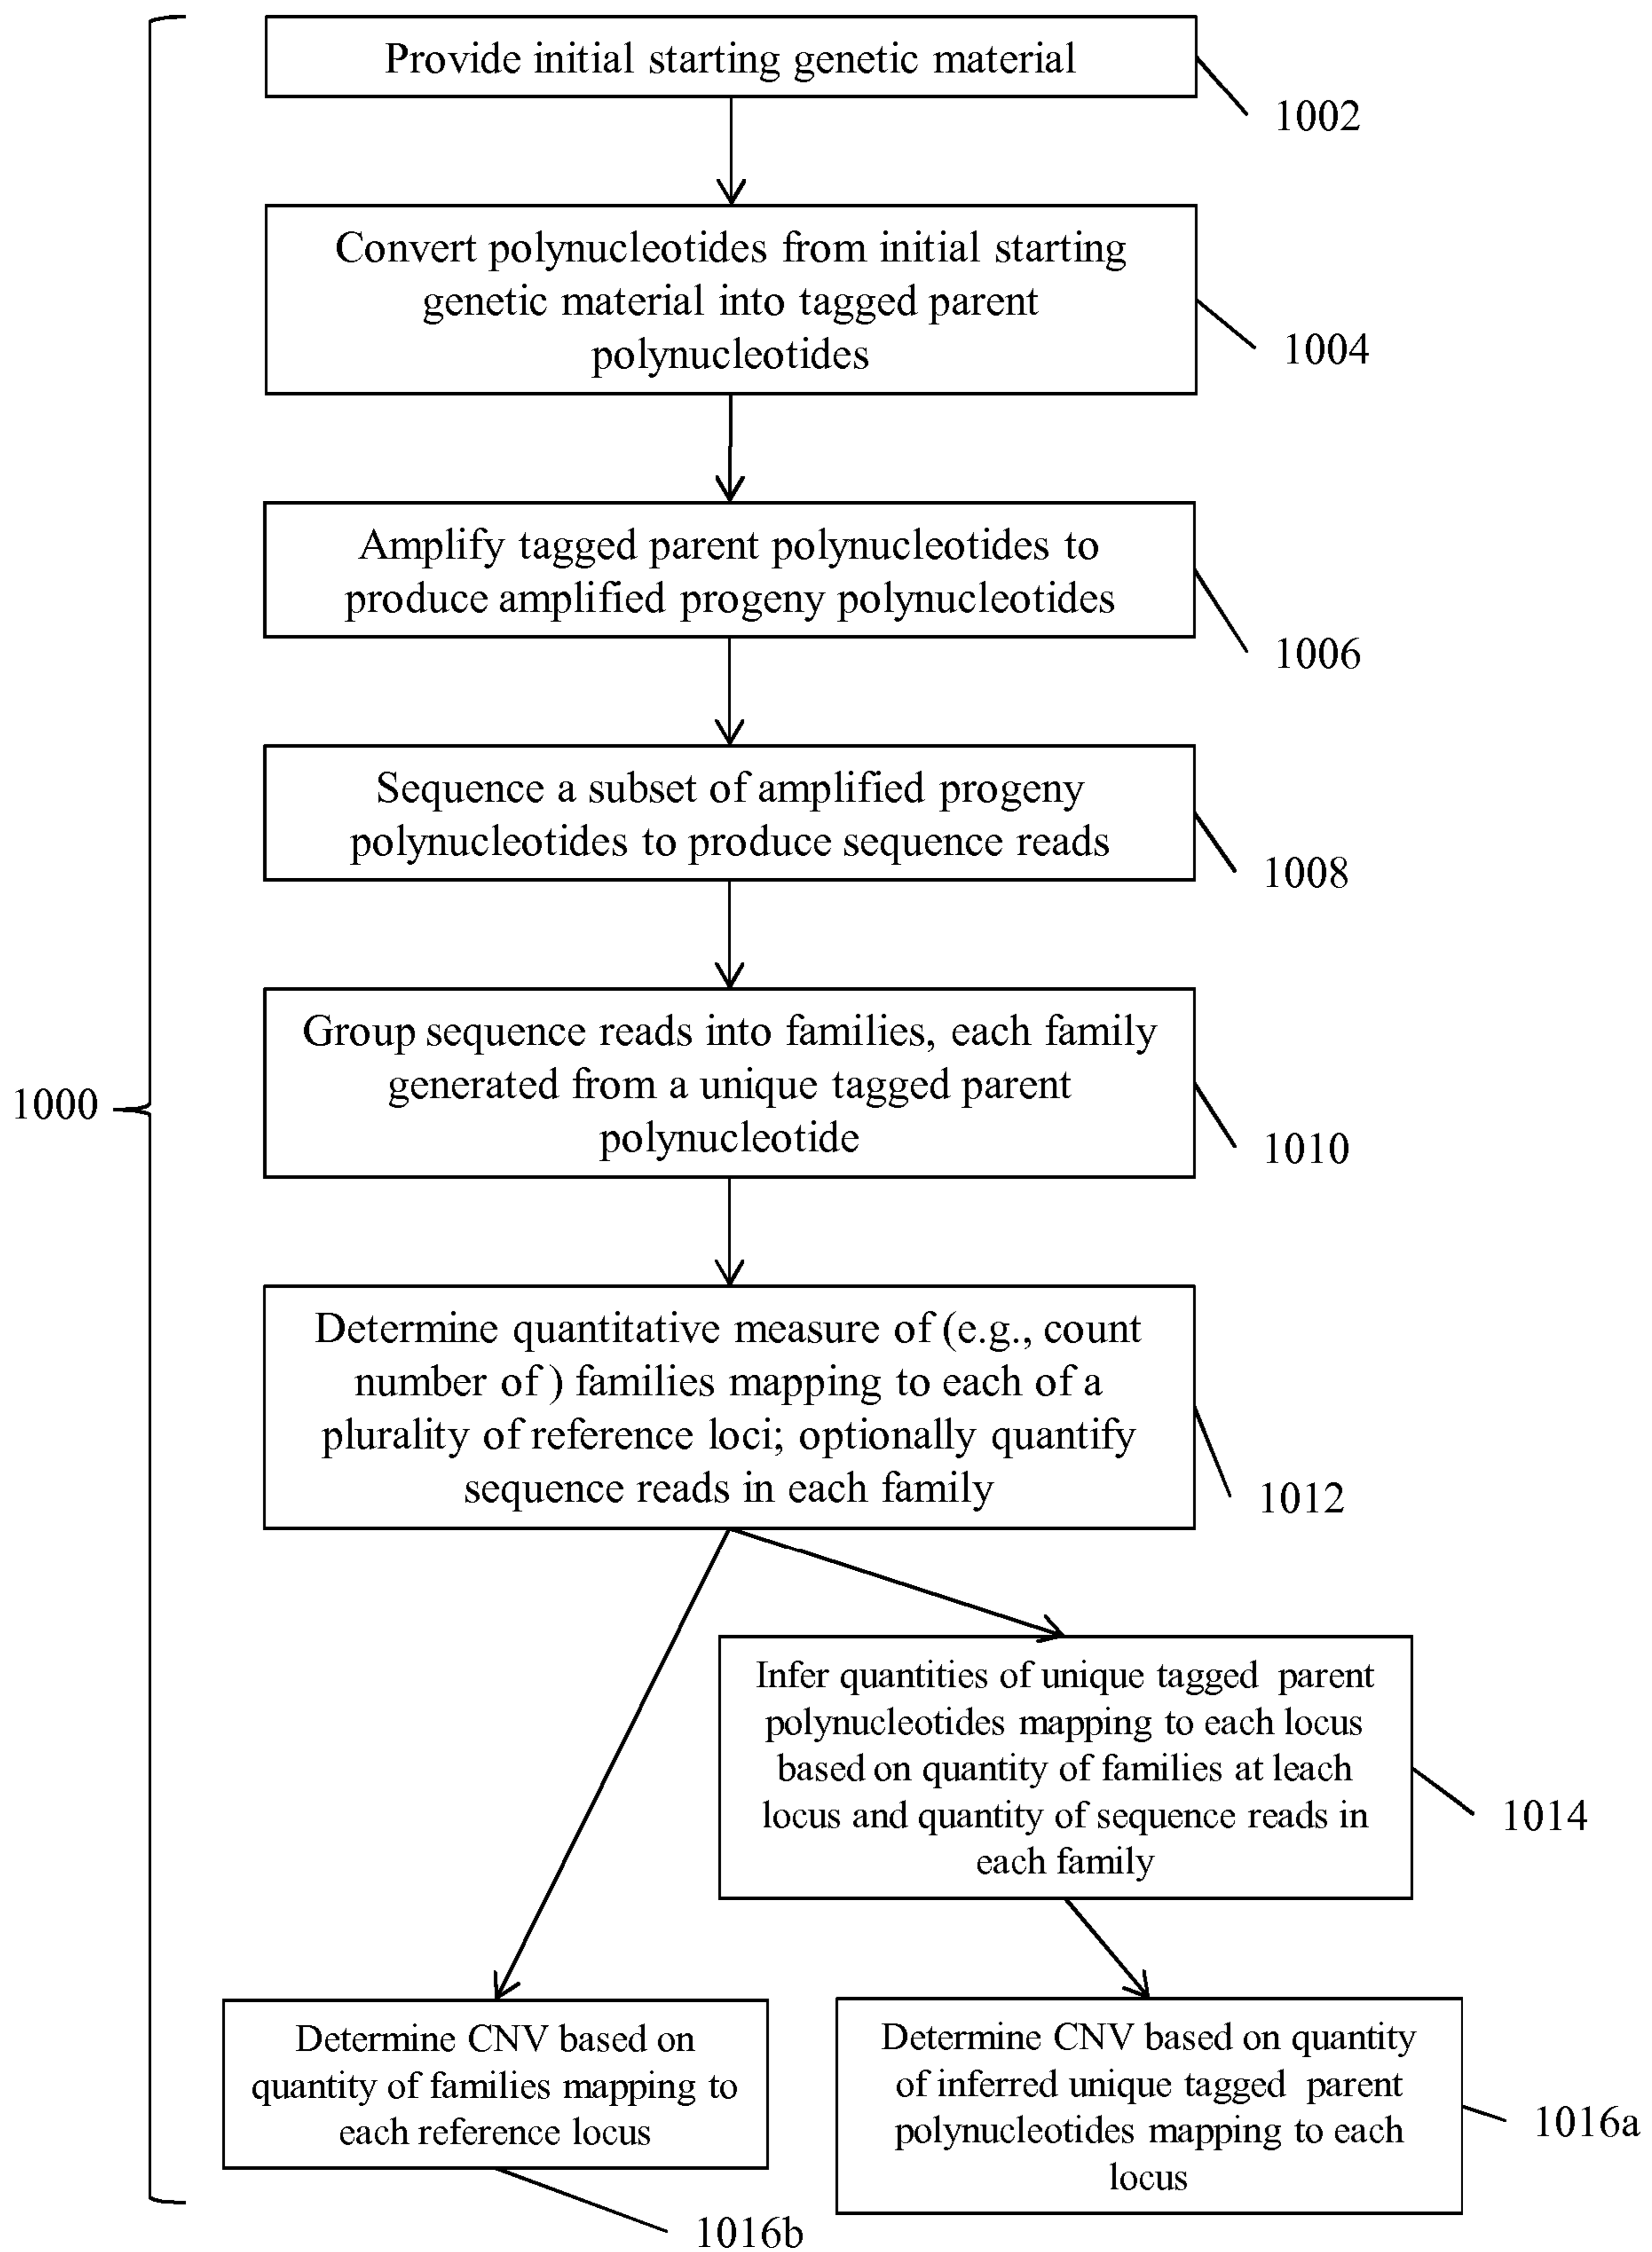 Provide initial starting genetic material
1002
Convert polynucleotides from initial starting
genetic material into tagged parent
polynucleotides
1004
Amplify tagged parent polynucleotides to
produce amplified progeny polynucleotides
1006
Sequence a subset of amplified progeny
polynucleotides to produce sequence reads
1008
Group sequence reads into families, each family
generated from a unique tagged parent
polynucleotide
1000
1010
Determine quantitative measure of (e.g., count
number of ) families mapping to each of a
plurality of reference loci; optionally quantify
sequence reads in each family
1012
Infer quantities of unique tagged parent
polynucleotides mapping to each locus
based on quantity of families at leach
locus and quantity of sequence reads in
each family
1014
Determine CNV based on
quantity of families mapping to
each reference locus
1016b
Determine CNV based on quantity
of inferred unique tagged parent
polynucleotides mapping to each
locus
1016a